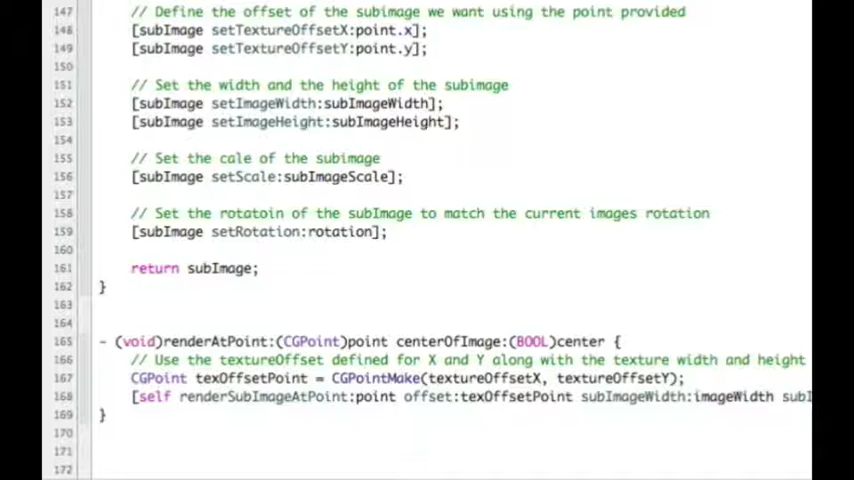 147 // Define the offset of the subimage we want using the point provided
148 [subImage setTextureOffsetX:point.x];
149 [subImage setTextureOffsetY:point.y];
150
151 // Set the width and the height of the subimage
152 [subImage setImageWidth:subImageWidth];
153 [subImage setImageHeight:subImageHeight];
154
155 // Set the cale of the subimage
156 [subImage setScale:subImageScale];
157
158 // Set the rotatoin of the subImage to match the current images rotation
159 [subImage setRotation:rotation];
160
161 return subImage;
162 }
163
164
165 - (void)renderAtPoint:(CGPoint)point centerOfImage:(BOOL)center {
166 // Use the textureOffset defined for X and Y along with the texture width and height
167 CGPoint texOffsetPoint = CGPointMake(textureOffsetX, textureOffsetY);
168 [self renderSubImageAtPoint:point offset:texOffsetPoint subImageWidth:imageWidth subI
169 }
170
171
172